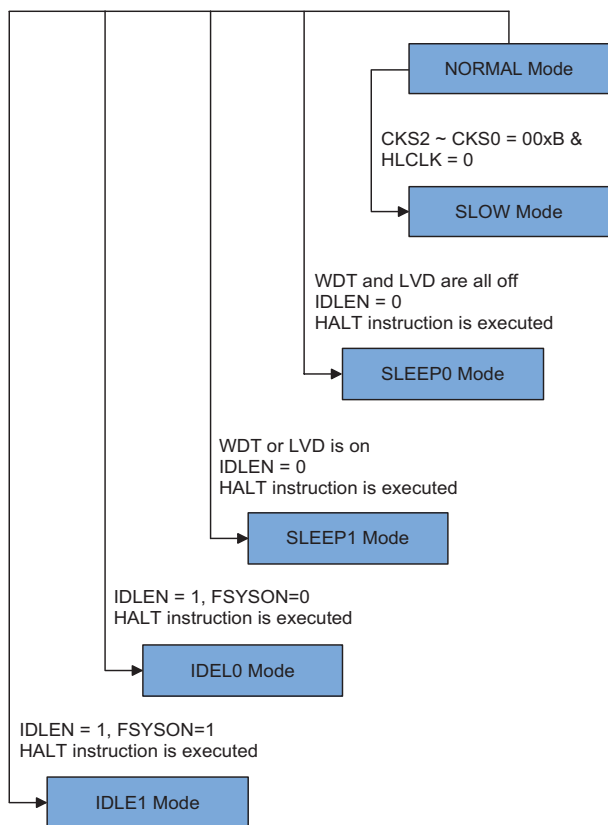 NORMAL Mode
CKS2 ~ CKS0 = 00xB &
HLCLK = 0
SLOW Mode
WDT and LVD are all off
IDLEN = 0
HALT instruction is executed
SLEEP0 Mode
WDT or LVD is on
IDLEN = 0
HALT instruction is executed
SLEEP1 Mode
IDLEN = 1, FSYSON=0
HALT instruction is executed
IDEL0 Mode
IDLEN = 1, FSYSON=1
HALT instruction is executed
IDLE1 Mode